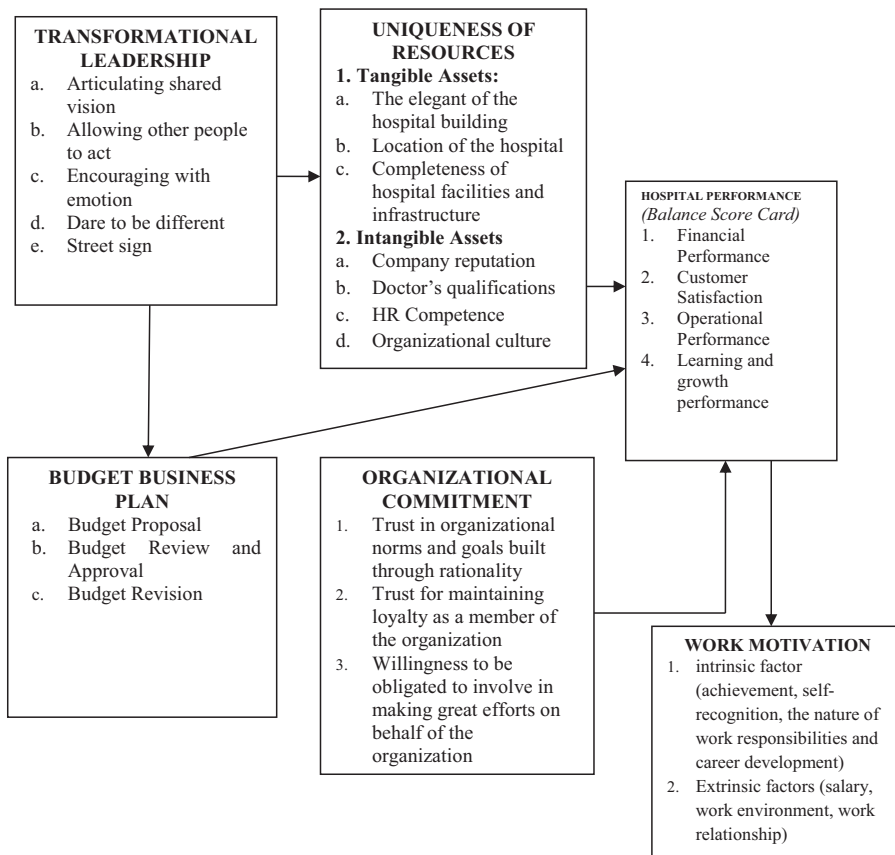 TRANSFORMATIONAL
LEADERSHIP
a. Articulating shared
vision
b. Allowing other people
to act
c. Encouraging with
emotion
d. Dare to be different
e. Street sign
UNIQUENESS OF
RESOURCES
1. Tangible Assets:
a. The elegant of the
hospital building
b. Location of the hospital
c. Completeness of
hospital facilities and
infrastructure
2. Intangible Assets
a. Company reputation
b. Doctor’s qualifications
c. HR Competence
d. Organizational culture
HOSPITAL PERFORMANCE
(Balance Score Card)
1. Financial
Performance
2. Customer
Satisfaction
3. Operational
Performance
4. Learning and
growth
performance
BUDGET BUSINESS
PLAN
a. Budget Proposal
b. Budget Review and
Approval
c. Budget Revision
ORGANIZATIONAL
COMMITMENT
1. Trust in organizational
norms and goals built
through rationality
2. Trust for maintaining
loyalty as a member of
the organization
3. Willingness to be
obligated to involve in
making great efforts on
behalf of the
organization
WORK MOTIVATION
1. intrinsic factor
(achievement, self-
recognition, the nature of
work responsibilities and
career development)
2. Extrinsic factors (salary,
work environment, work
relationship)